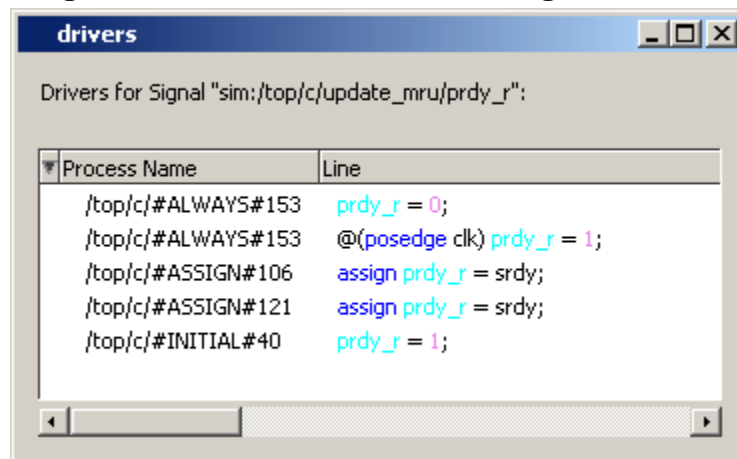 drivers
Drivers for Signal "sim:/top/c/update_mru/prdy_r":
Process Name Line
/top/c/#ALWAYS#153 prdy_r = 0;
/top/c/#ALWAYS#153 @(posedge clk) prdy_r = 1;
/top/c/#ASSIGN#106 assign prdy_r = srdy;
/top/c/#ASSIGN#121 assign prdy_r = srdy;
/top/c/#INITIAL#40 prdy_r = 1;